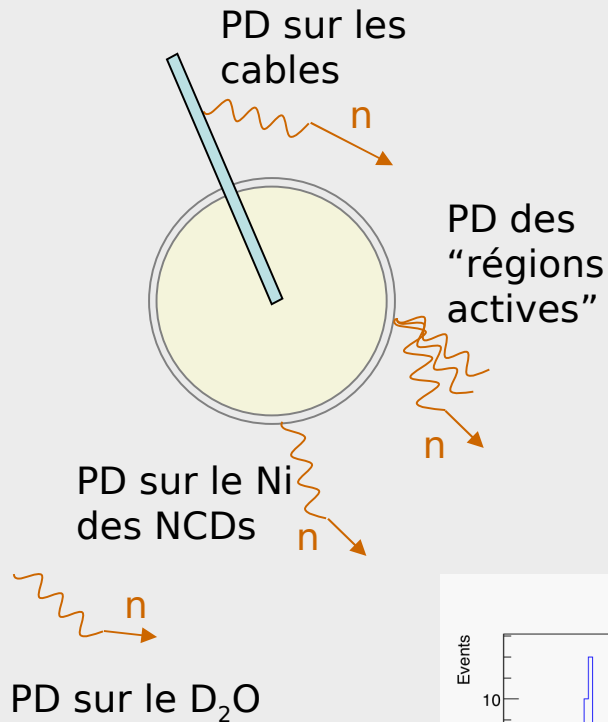 PD sur les
cables
n
PD des
“régions
actives”
n
PD sur le Ni
des NCDs
n
n
PD sur le D₂O
Events
10